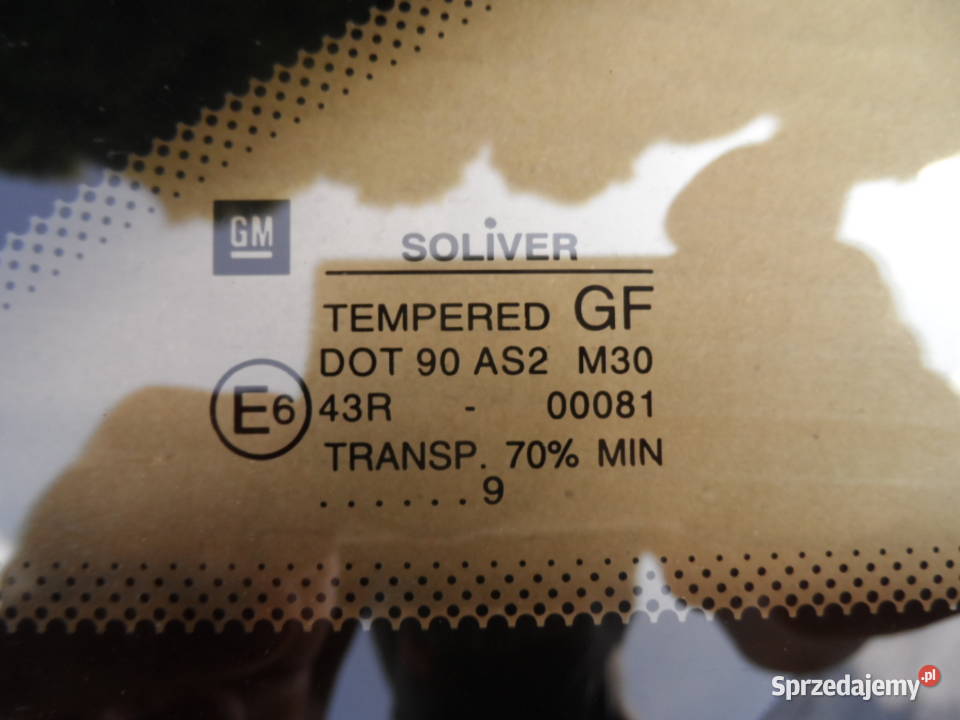 GM
SOLiVER
TEMPERED GF
DOT 90 AS2 M30
E6 43R - 00081
TRANSP. 70% MIN
. . . . . . 9
Sprzedajemy.pl